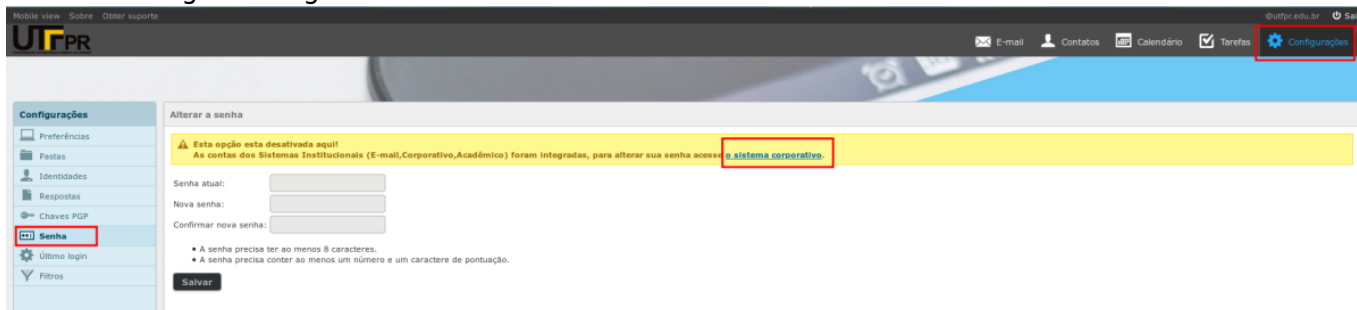 Mobile view Sobre Obter suporte
@utfpr.edu.br Sai
UTFPR
E-mail Contatos Calendário Tarefas Configurações
Configurações
Preferências
Pastas
Identidades
Respostas
Chaves PGP
Senha
Último login
Filtros
Alterar a senha
Esta opção esta desativada aqui!
As contas dos Sistemas Institucionais (E-mail,Corporativo,Acadêmico) foram integradas, para alterar sua senha acesse o sistema corporativo.
Senha atual:
Nova senha:
Confirmar nova senha:
• A senha precisa ter ao menos 8 caracteres.
• A senha precisa conter ao menos um número e um caractere de pontuação.
Salvar